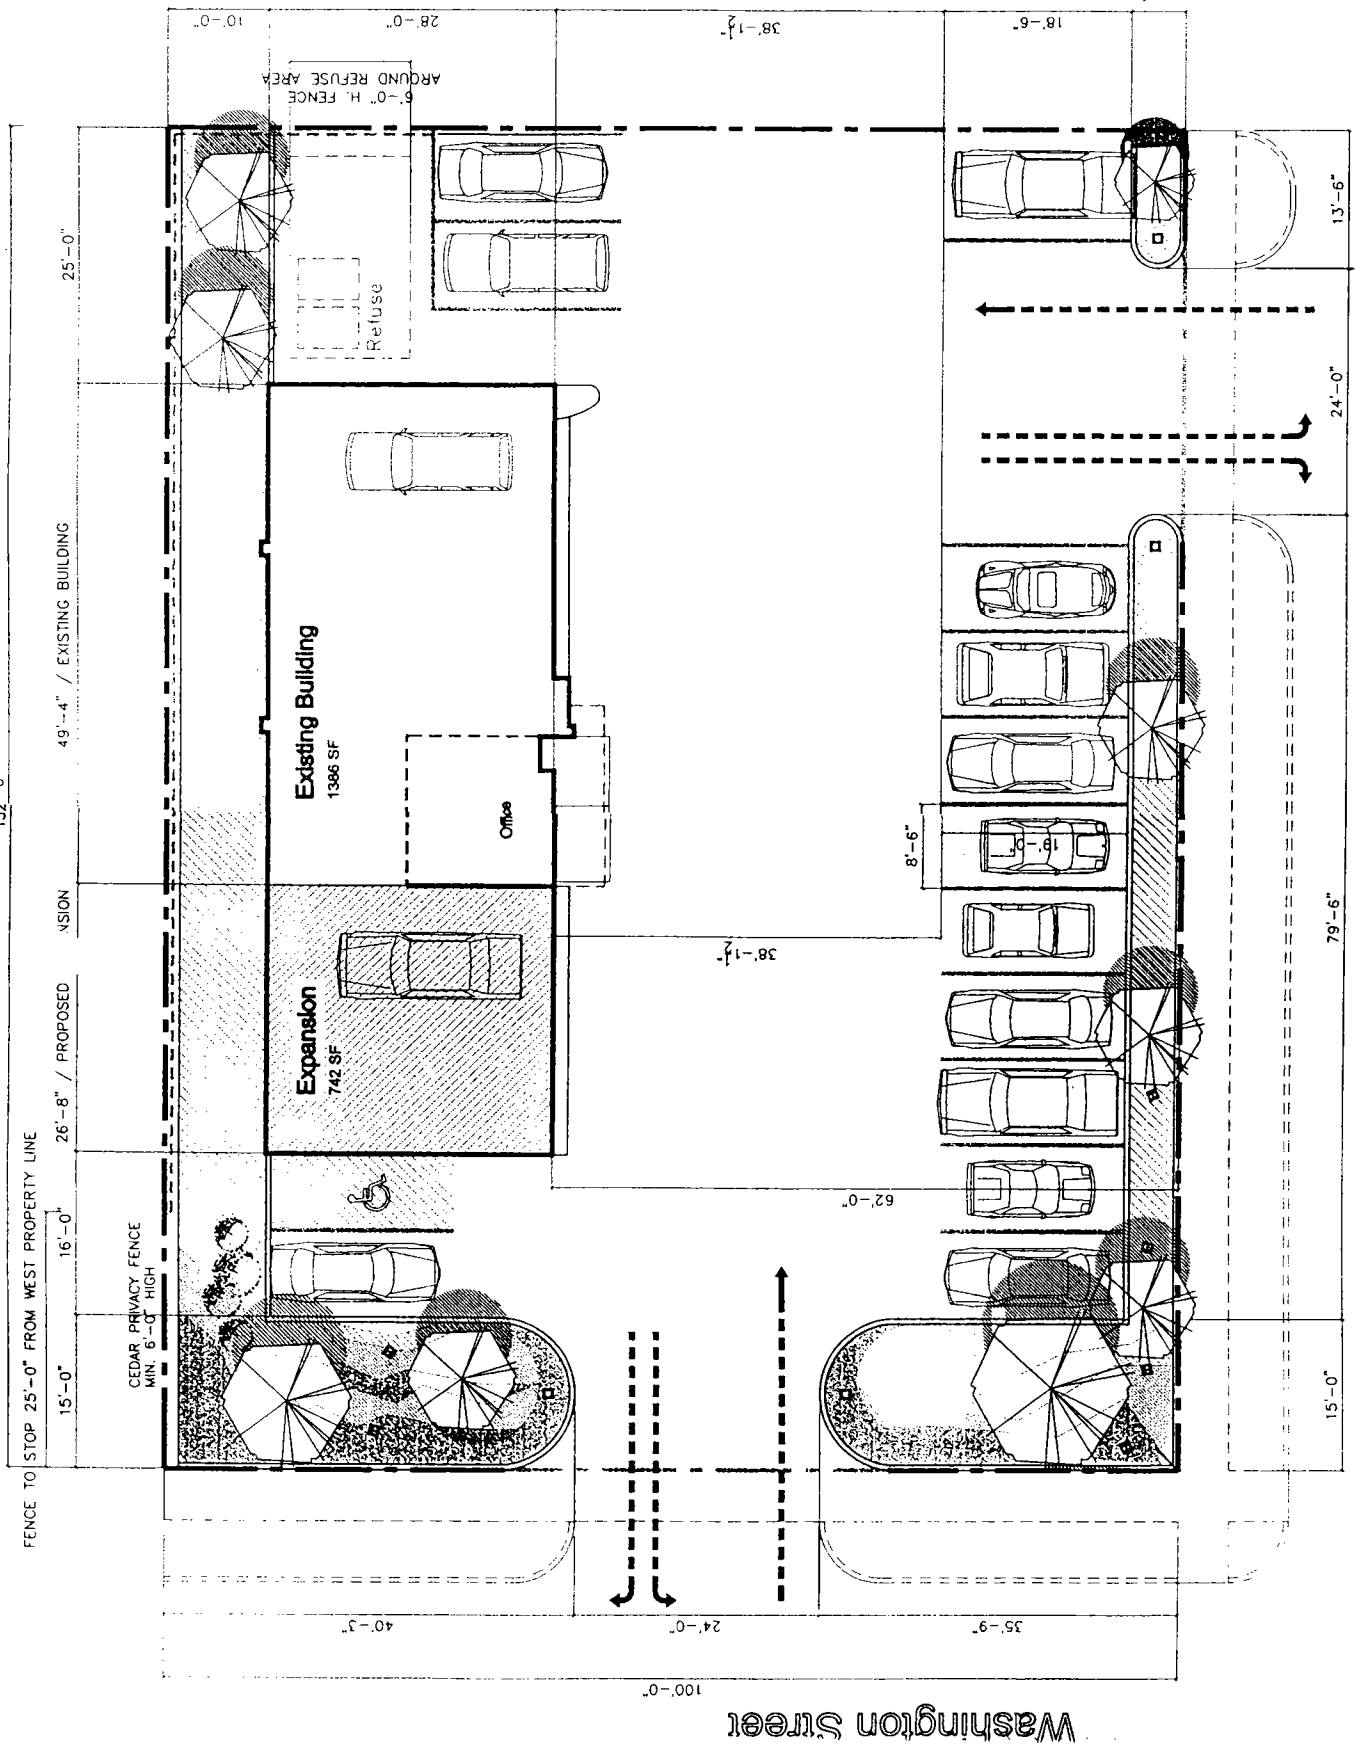 10'-0"
28'-0"
38'-1½"
18'-6"
6'-0" H. FENCE
AROUND REFUSE AREA
FENCE TO STOP 25'-0" FROM WEST PROPERTY LINE
25'-0"
49'-4" / EXISTING BUILDING
26'-8" / PROPOSED
NSION
16'-0"
15'-0"
CEDAR PRIVACY FENCE
MIN. 6'-0" HIGH
Refuse
Existing Building
1386 SF
Office
Expansion
742 SF
8'-6"
19'-0"
38'-1½"
62'-0"
13'-6"
24'-0"
79'-6"
15'-0"
40'-3"
24'-0"
35'-9"
100'-0"
Washington Street